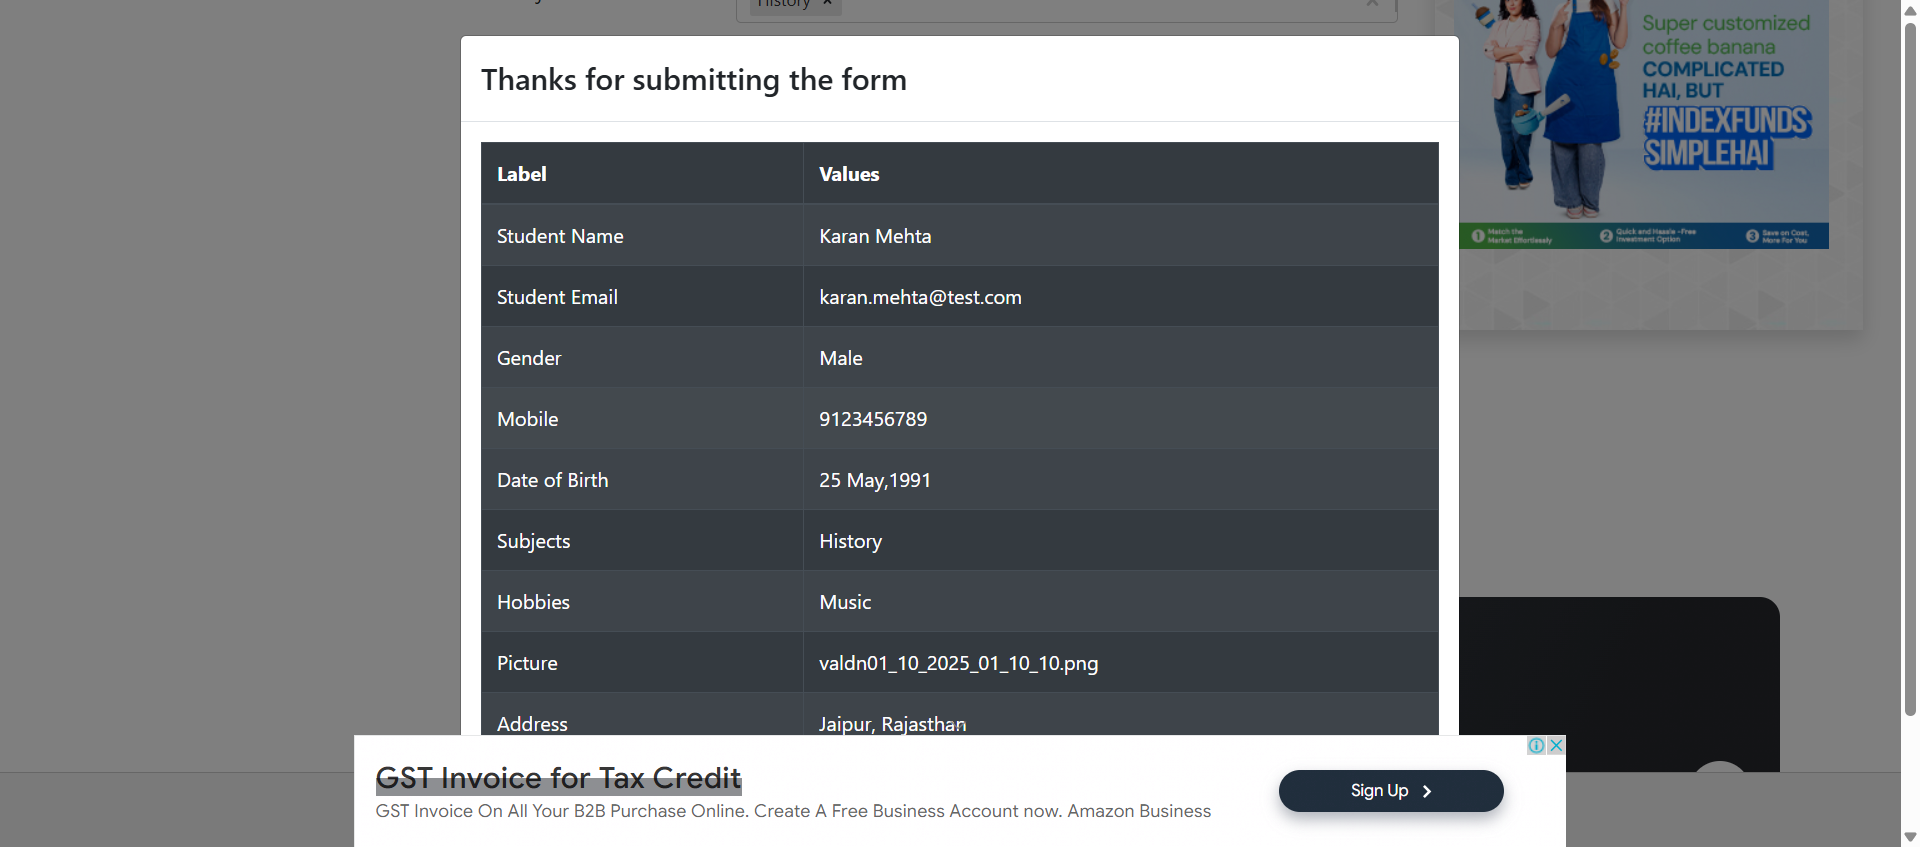 History ×
Super customized
coffee banana
COMPLICATED
HAI, BUT
#INDEXFUNDS
SIMPLEHAI
1 Match the
Market Effortlessly
2 Quick and Hassle-Free
Investment Option
3 Save on Cost,
More For You
Thanks for submitting the form
Label Values
Student Name Karan Mehta
Student Email karan.mehta@test.com
Gender Male
Mobile 9123456789
Date of Birth 25 May,1991
Subjects History
Hobbies Music
Picture valdn01_10_2025_01_10_10.png
Address Jaipur, Rajasthan
GST Invoice for Tax Credit
GST Invoice On All Your B2B Purchase Online. Create A Free Business Account now. Amazon Business
Sign Up